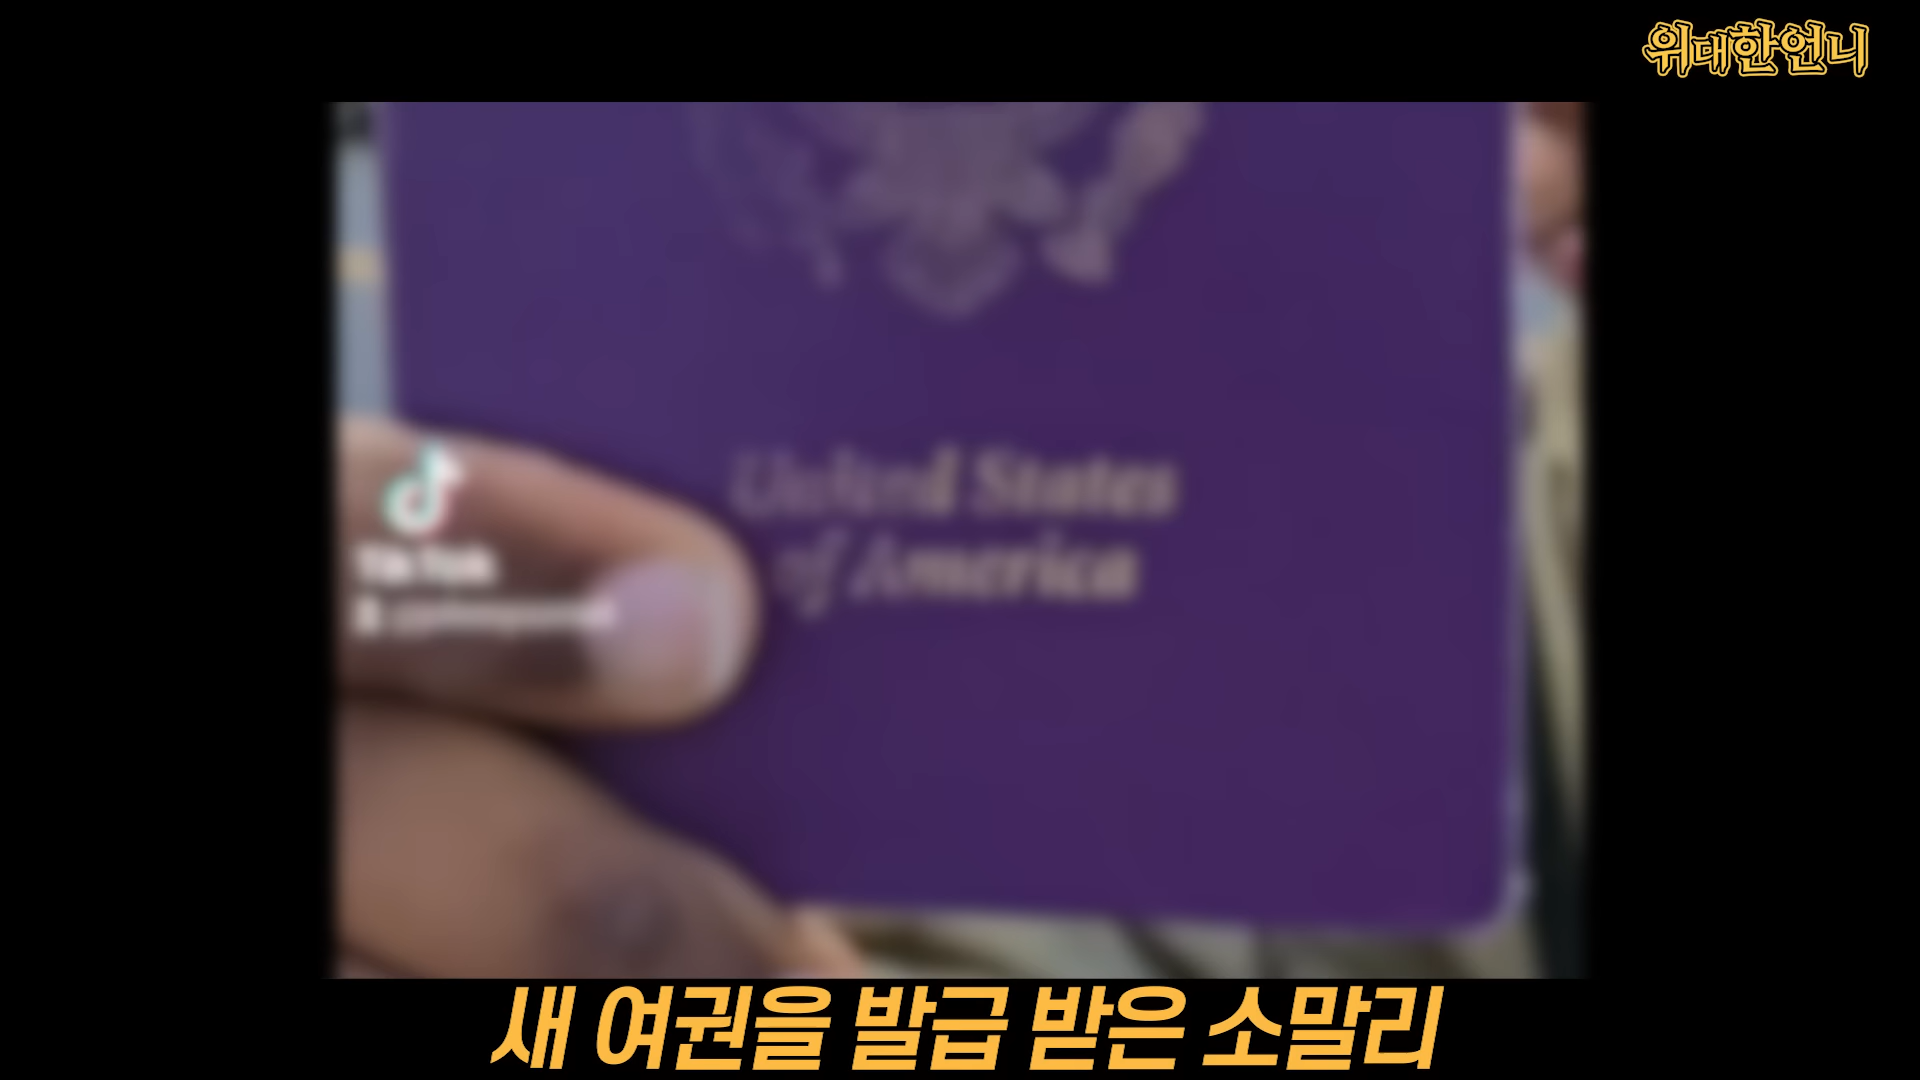 위대한언니
United States
of America
TikTok
새 여권을 발급 받은 소말리